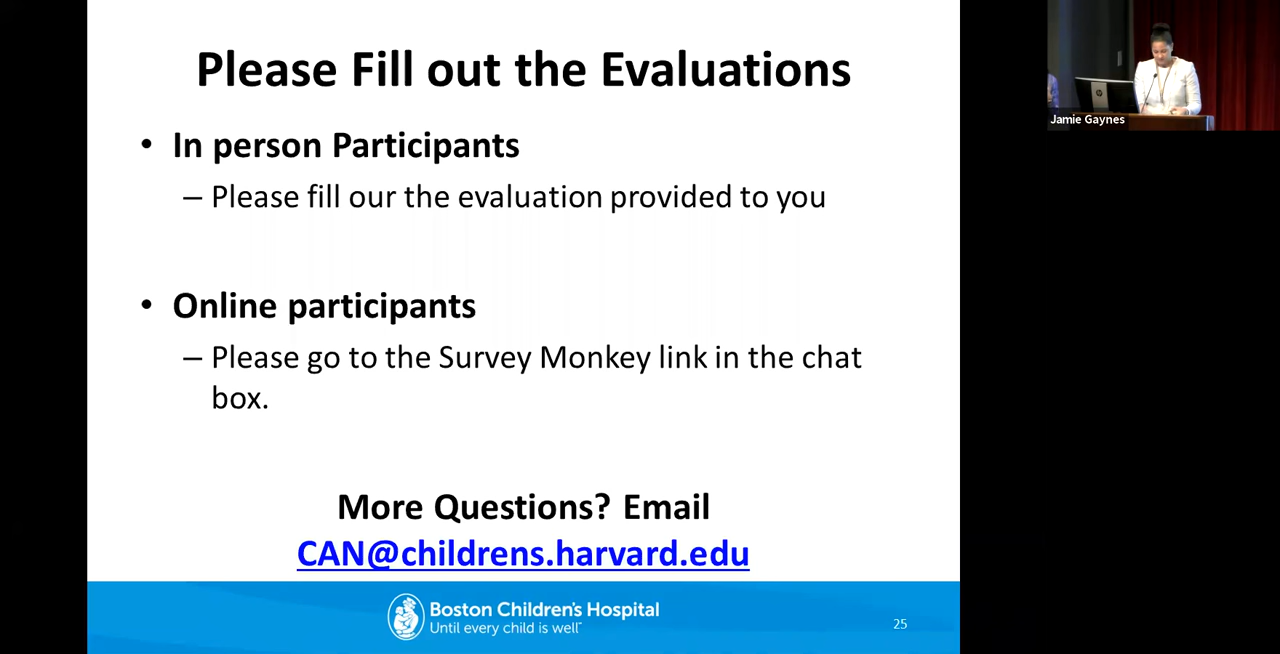 Please Fill out the Evaluations
• In person Participants
– Please fill our the evaluation provided to you
• Online participants
– Please go to the Survey Monkey link in the chat
box.
More Questions? Email
CAN@childrens.harvard.edu
Boston Children's Hospital
Until every child is well™
25
Jamie Gaynes
hp